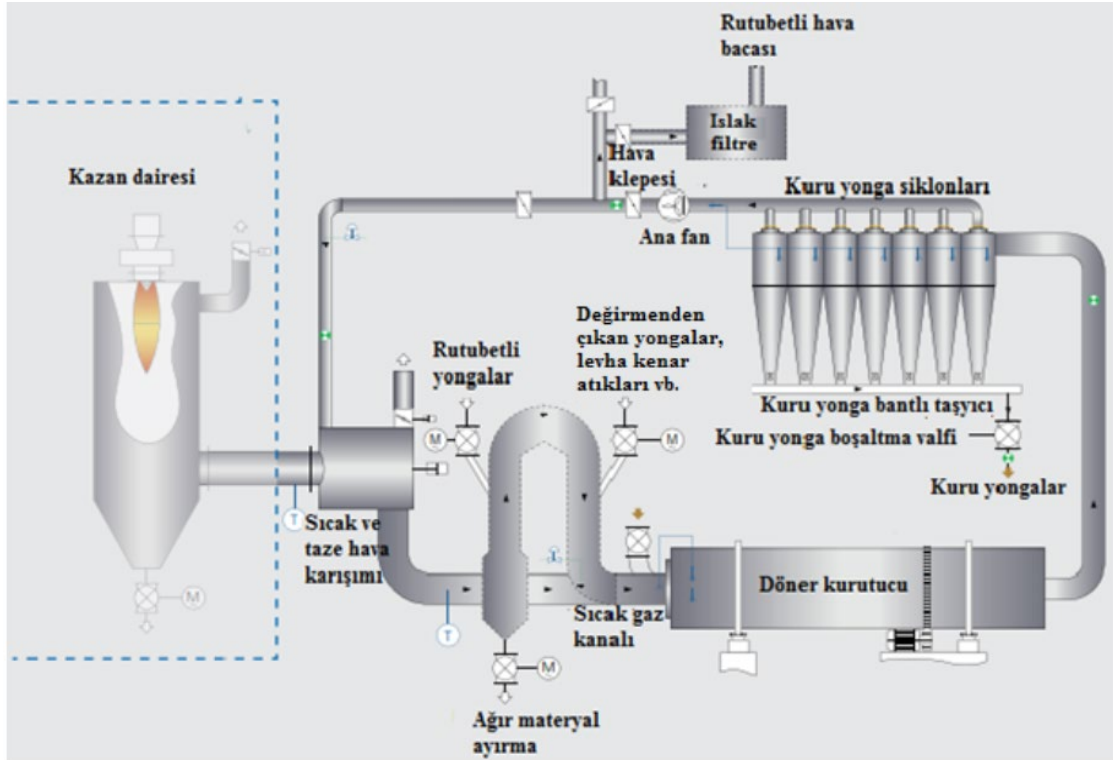 Rutubetli hava
bacası
Islak
filtre
Kazan dairesi
Hava
klepesi
Kuru yonga siklonları
Ana fan
Değirmenden
çıkan yongalar,
levha kenar
atıkları vb.
Rutubetli
yongalar
Kuru yonga bantlı taşyıcı
M
M
Kuru yonga boşaltma valfi
Kuru yongalar
T
Sıcak ve
taze hava
karışımı
Döner kurutucu
M
T
Sıcak gaz
kanalı
M
Ağır materyal
ayırma